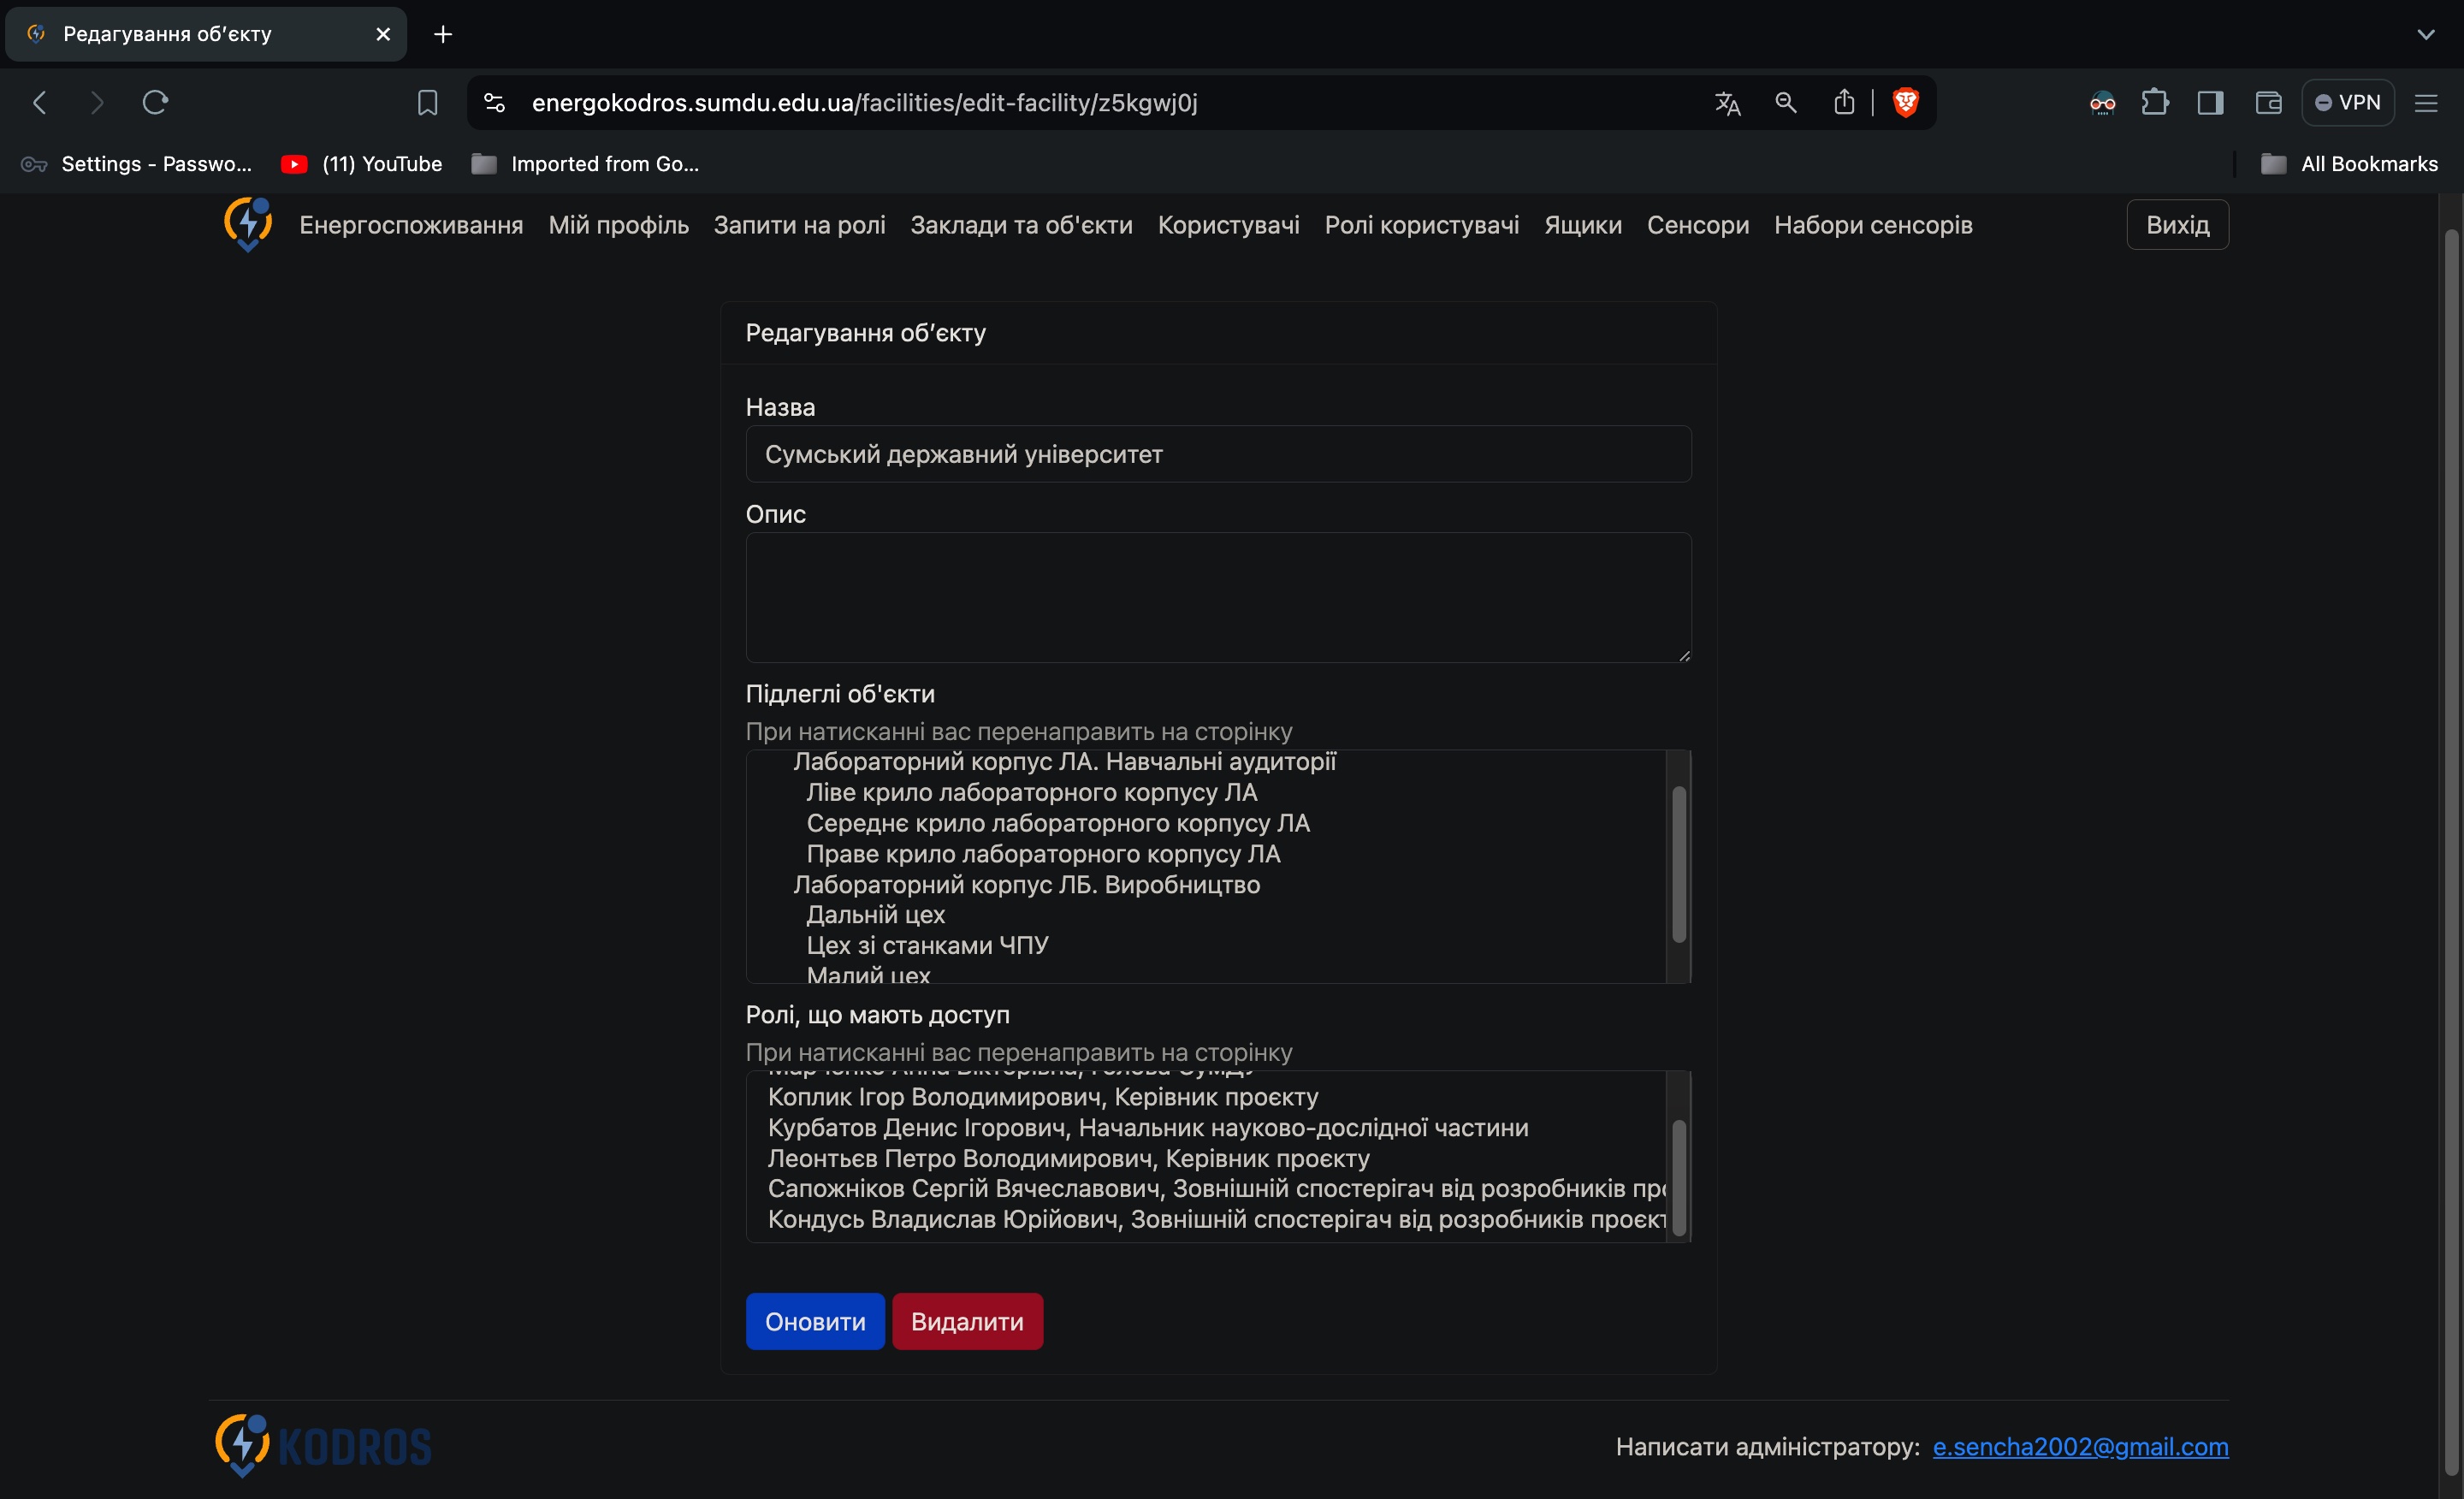 Редагування об'єкту
energokodros.sumdu.edu.ua/facilities/edit-facility/z5kgwj0j
VPN
Settings - Passwo...
(11) YouTube
Imported from Go...
All Bookmarks
Енергоспоживання
Мій профіль
Запити на ролі
Заклади та об'єкти
Користувачі
Ролі користувачі
Ящики
Сенсори
Набори сенсорів
Вихід
Редагування об'єкту
Назва
Сумський державний університет
Опис
Підлеглі об'єкти
При натисканні вас перенаправить на сторінку
Лабораторний корпус ЛА. Навчальні аудиторії
Ліве крило лабораторного корпусу ЛА
Середнє крило лабораторного корпусу ЛА
Праве крило лабораторного корпусу ЛА
Лабораторний корпус ЛБ. Виробництво
Дальній цех
Цех зі станками ЧПУ
Малий цех
Ролі, що мають доступ
При натисканні вас перенаправить на сторінку
Коплик Ігор Володимирович, Керівник проєкту
Курбатов Денис Ігорович, Начальник науково-дослідної частини
Леонтьєв Петро Володимирович, Керівник проєкту
Сапожніков Сергій Вячеславович, Зовнішній спостерігач від розробників про
Кондусь Владислав Юрійович, Зовнішній спостерігач від розробників проєкт
Оновити
Видалити
KODROS
Написати адміністратору: e.sencha2002@gmail.com